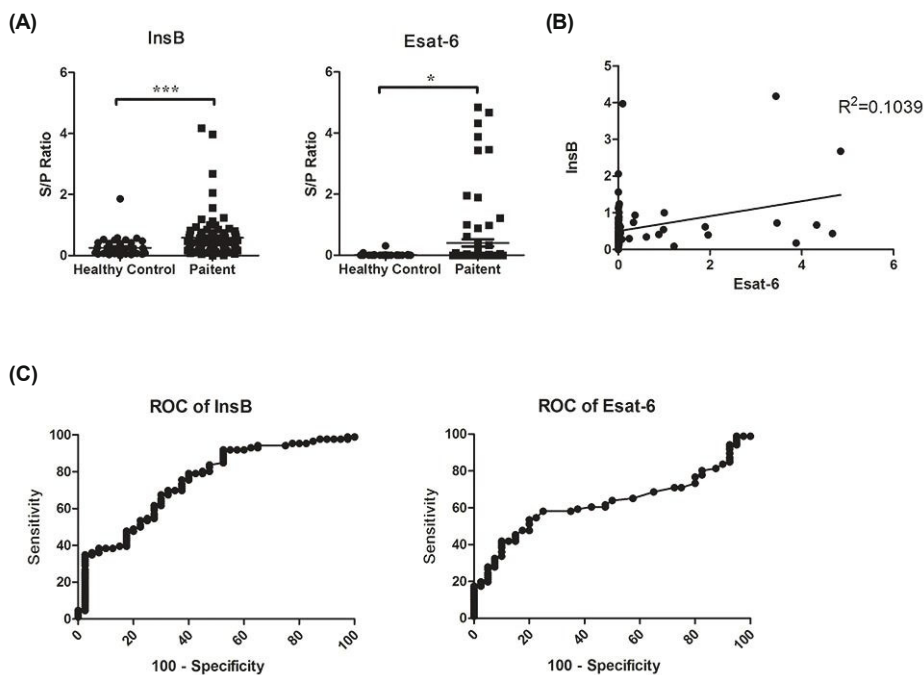 (A)
InsB
6
4
2
0
S/P Ratio
***
Healthy Control
Paitent
Esat-6
6
4
2
0
S/P Ratio
*
Healthy Control
Paitent
(B)
5
4
3
2
1
0
InsB
R²=0.1039
0
2
4
6
Esat-6
(C)
ROC of InsB
100
80
60
40
20
0
Sensitivity
0
20
40
60
80
100
100 - Specificity
ROC of Esat-6
100
80
60
40
20
0
Sensitivity
0
20
40
60
80
100
100 - Specificity